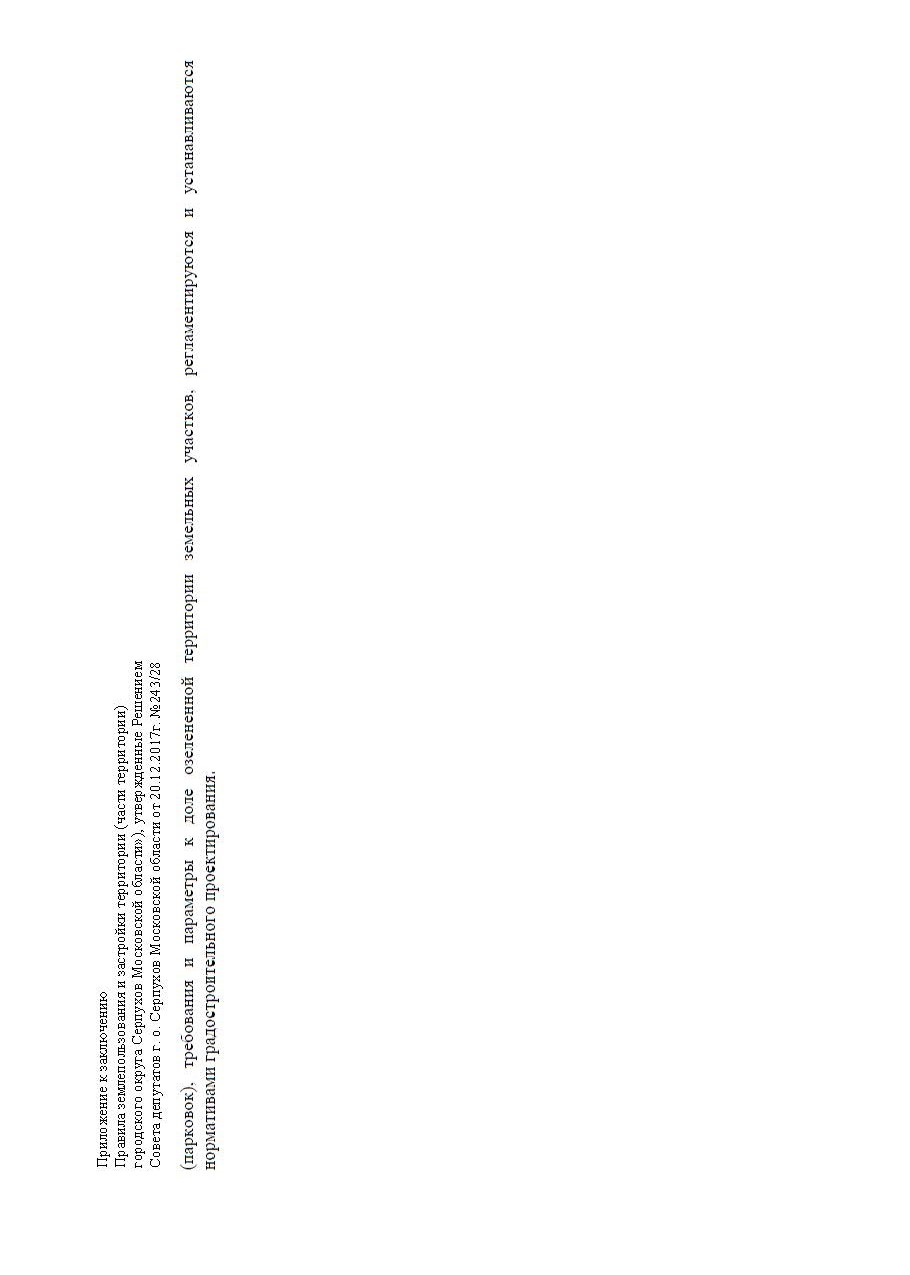 Приложение к заключению
Правила землепользования и застройки территории (части территории)
городского округа Серпухов Московской области»), утвержденные Решением
Совета депутатов г. о. Серпухов Московской области от 20.12.2017г. №243/28
(парковок), требования и параметры к доле озелененной территории земельных участков, регламентируются и устанавливаются
нормативами градостроительного проектирования.